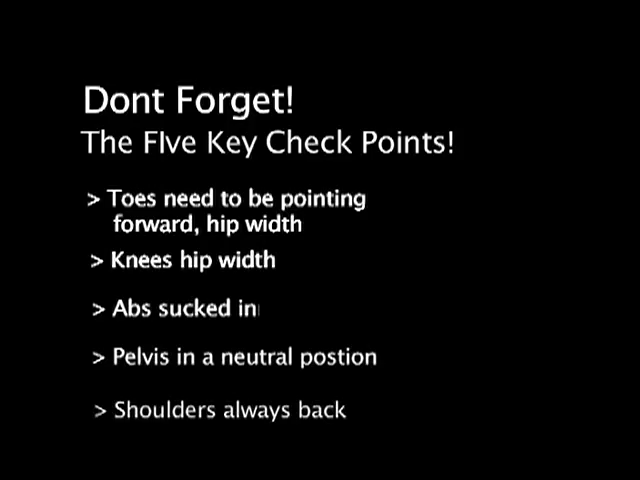 Dont Forget!
The FIve Key Check Points!
> Toes need to be pointing
forward, hip width
> Knees hip width
> Abs sucked in
> Pelvis in a neutral postion
> Shoulders always back